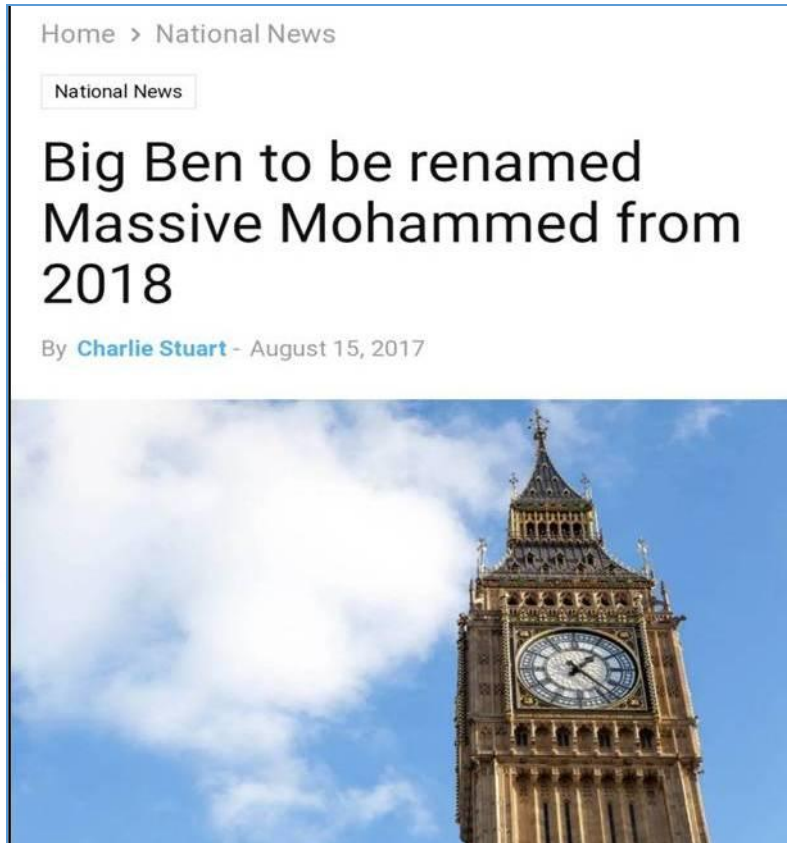 Home > National News
National News
Big Ben to be renamed
Massive Mohammed from
2018
By Charlie Stuart - August 15, 2017